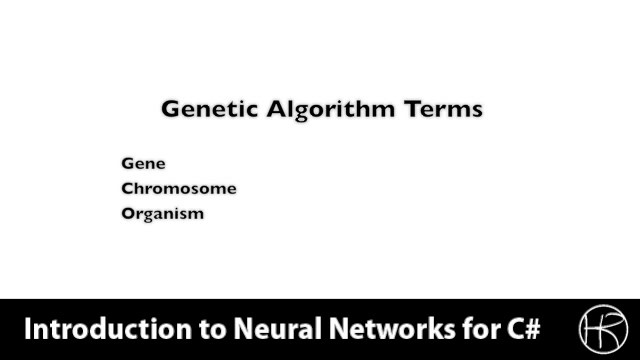 Genetic Algorithm Terms
Gene
Chromosome
Organism
Introduction to Neural Networks for C#